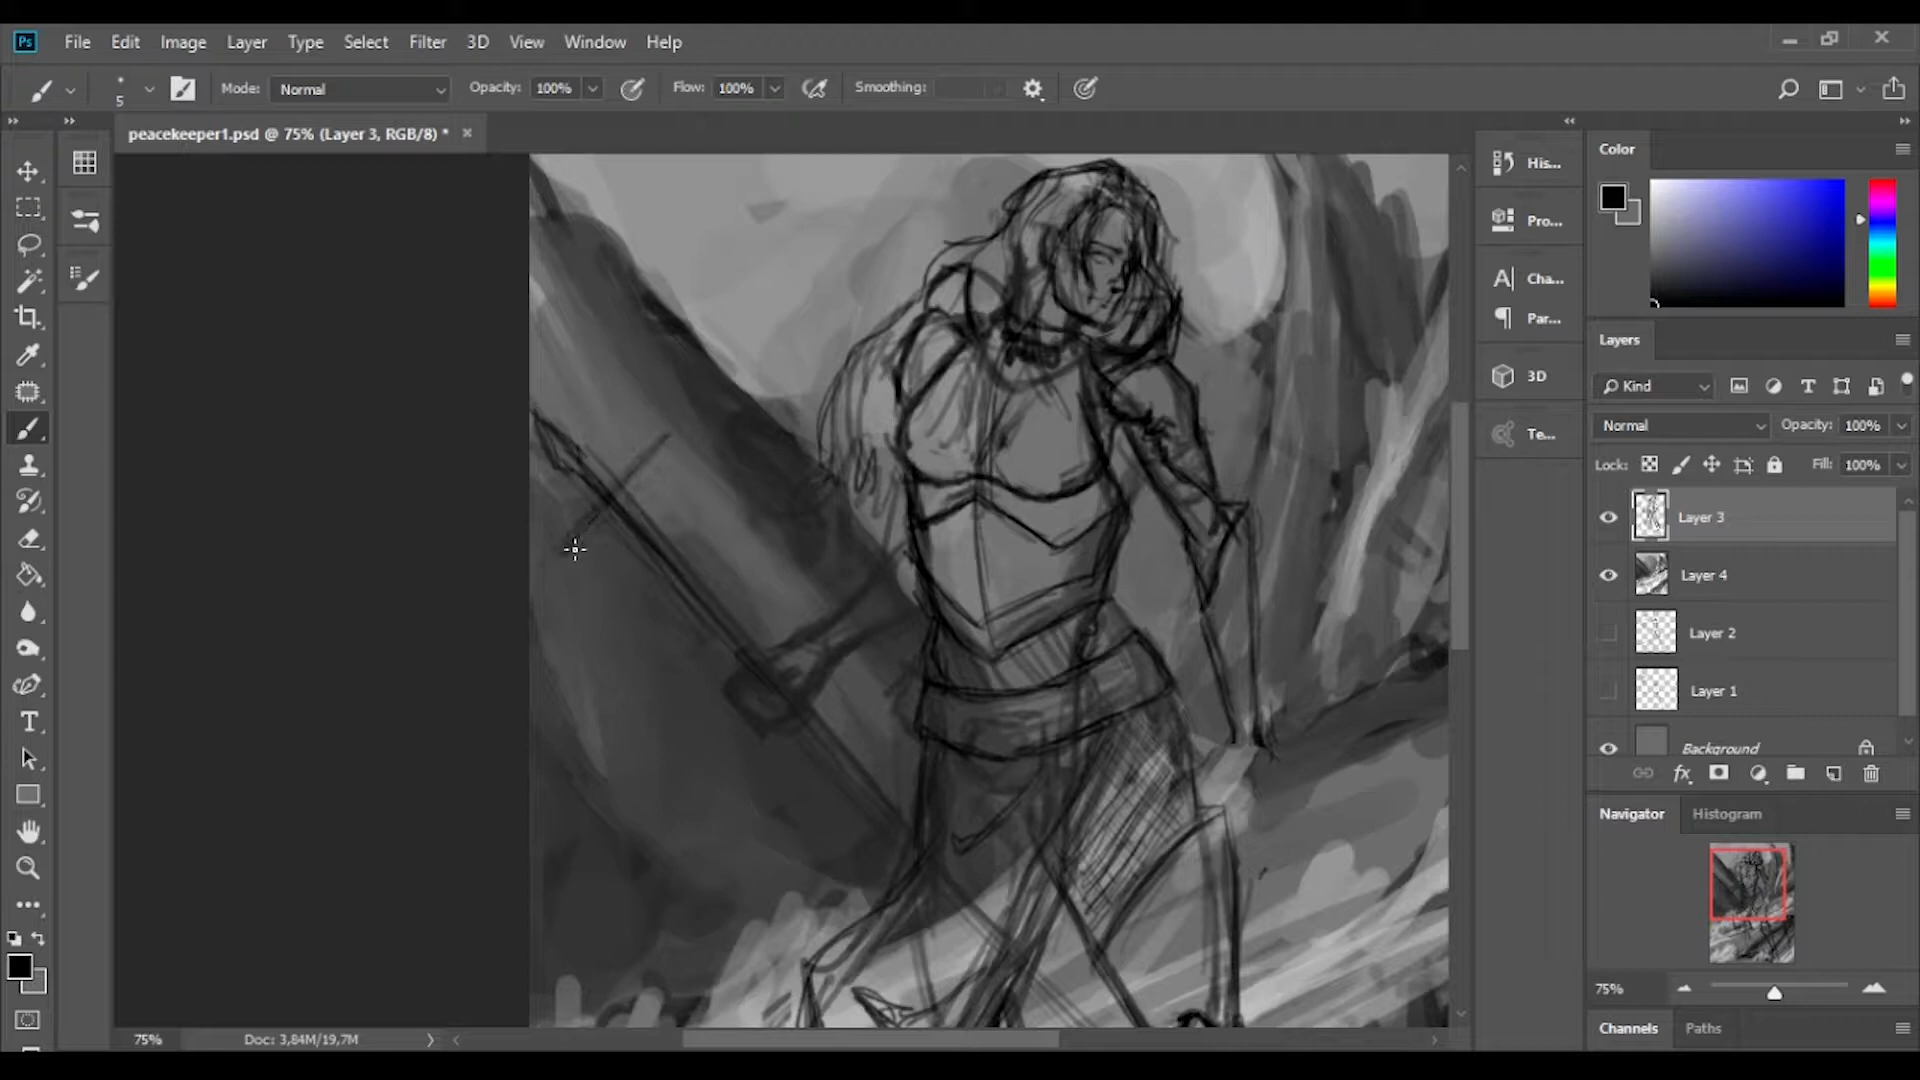 Ps File Edit Image Layer Type Select Filter 3D View Window Help
5 Mode: Normal Opacity: 100% Flow: 100% Smoothing:
peacekeeper1.psd @ 75% (Layer 3, RGB/8) *
His...
Pro...
Cha...
Par...
3D
Te...
Color
Layers
Kind
Normal Opacity: 100%
Lock: Fill: 100%
Layer 3
Layer 4
Layer 2
Layer 1
Background
fx
Navigator Histogram
75%
Channels Paths
75% Doc: 3,84M/19,7M